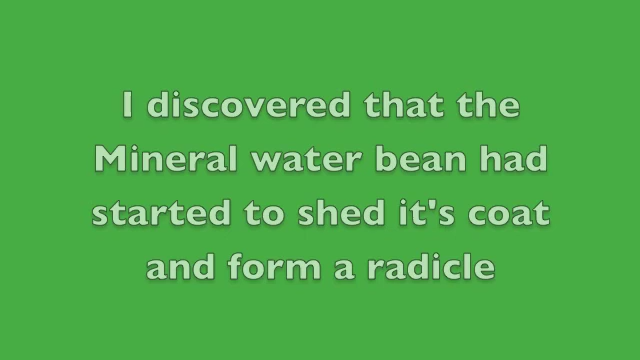 I discovered that the
Mineral water bean had
started to shed it's coat
and form a radicle